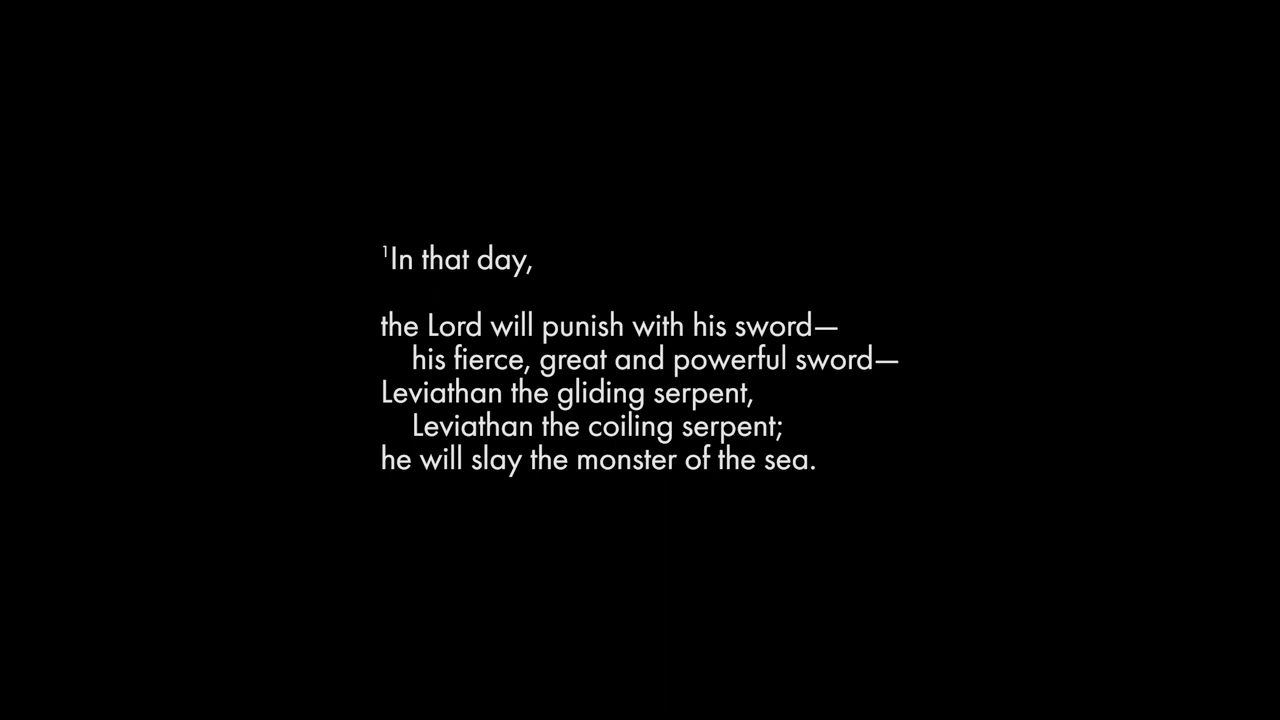 ¹In that day,
the Lord will punish with his sword—
his fierce, great and powerful sword—
Leviathan the gliding serpent,
Leviathan the coiling serpent;
he will slay the monster of the sea.